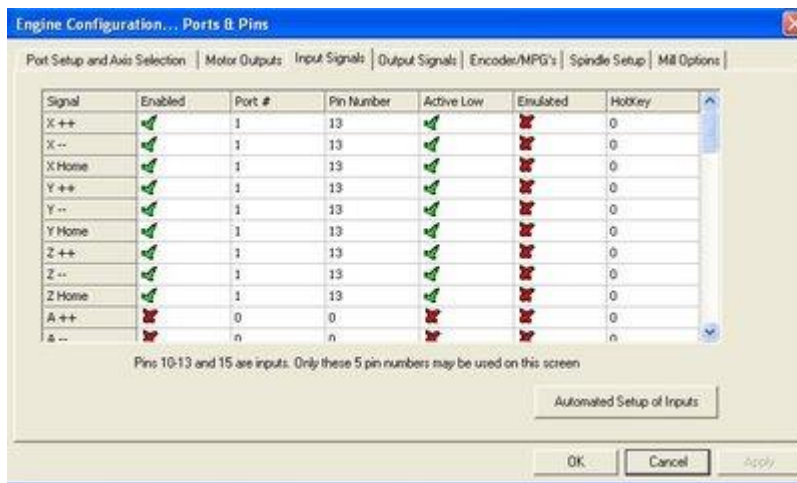 Engine Configuration... Ports & Pins
Port Setup and Axis Selection Motor Outputs Input Signals Output Signals Encoder/MPG's Spindle Setup Mill Options
Signal Enabled Port # Pin Number Active Low Emulated HotKey
X ++ 1 13 0
X -- 1 13 0
X Home 1 13 0
Y ++ 1 13 0
Y -- 1 13 0
Y Home 1 13 0
Z ++ 1 13 0
Z -- 1 13 0
Z Home 1 13 0
A ++ 0 0 0
A -- 0 0 0
Pins 10-13 and 15 are inputs. Only these 5 pin numbers may be used on this screen
Automated Setup of Inputs
OK Cancel Apply